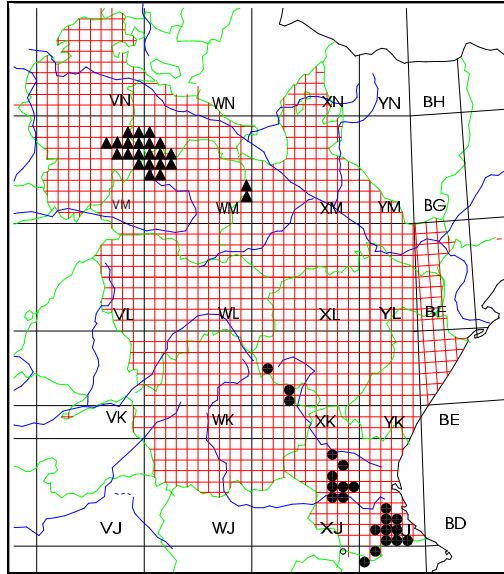 VN WN XN YN BH
VM WM XM YM BG
VL WL XL YL BF
VK WK XK YK BE
VJ WJ XJ BD